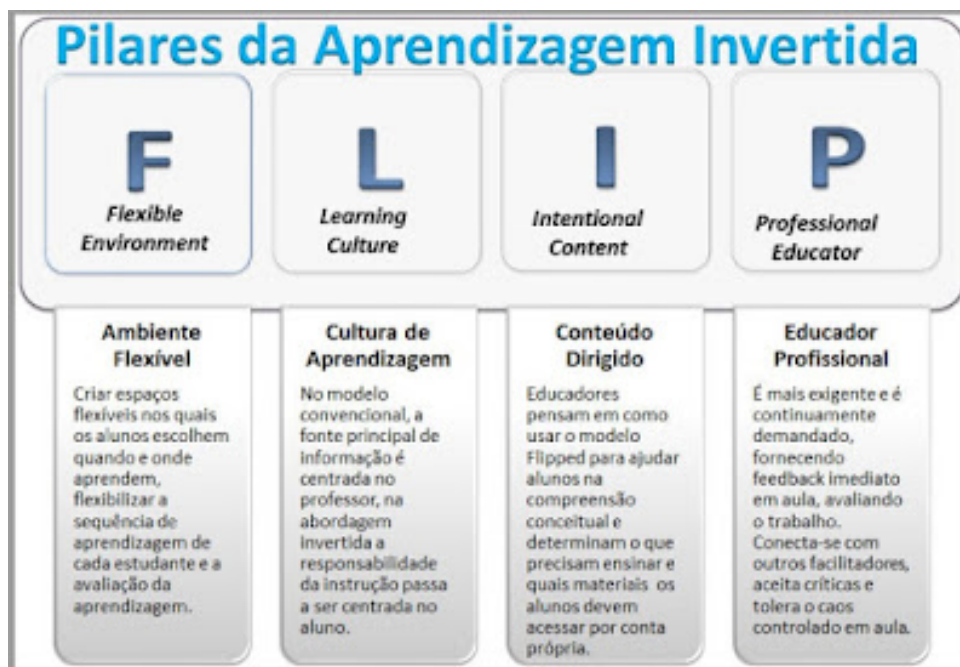 Pilares da Aprendizagem Invertida
F
Flexible
Environment
L
Learning
Culture
I
Intentional
Content
P
Professional
Educator
Ambiente
Flexível
Criar espaços
flexíveis nos quais
os alunos escolhem
quando e onde
aprendem,
flexibilizar a
sequência de
aprendizagem de
cada estudante e a
avaliação da
aprendizagem.
Cultura de
Aprendizagem
No modelo
convencional, a
fonte principal de
informação é
centrada no
professor, na
abordagem
invertida a
responsabilidade
da instrução passa
a ser centrada no
aluno.
Conteúdo
Dirigido
Educadores
pensam em como
usar o modelo
Flipped para ajudar
alunos na
compreensão
conceitual e
determinam o que
precisam ensinar e
quais materiais os
alunos devem
acessar por conta
própria.
Educador
Profissional
É mais exigente e é
continuamente
demandado,
fornecendo
feedback imediato
em aula, avaliando
o trabalho.
Conecta-se com
outros facilitadores,
aceita críticas e
tolera o caos
controlado em aula.